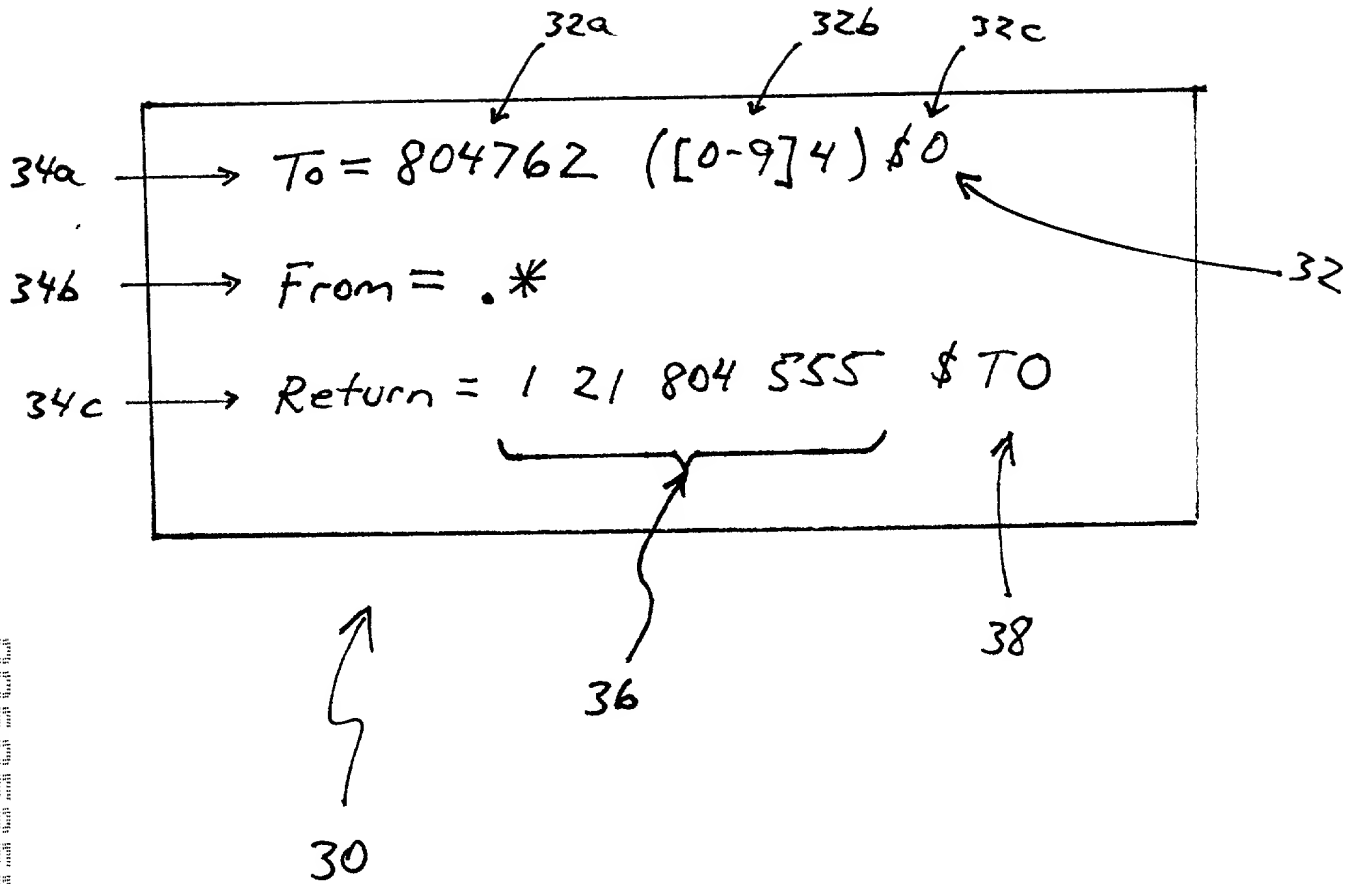 32a 32b 32c
34a To = 804762 ([0-9]4) $0
32
34b From = .*
34c Return = 1 21 804 555 $TO
36 38
30